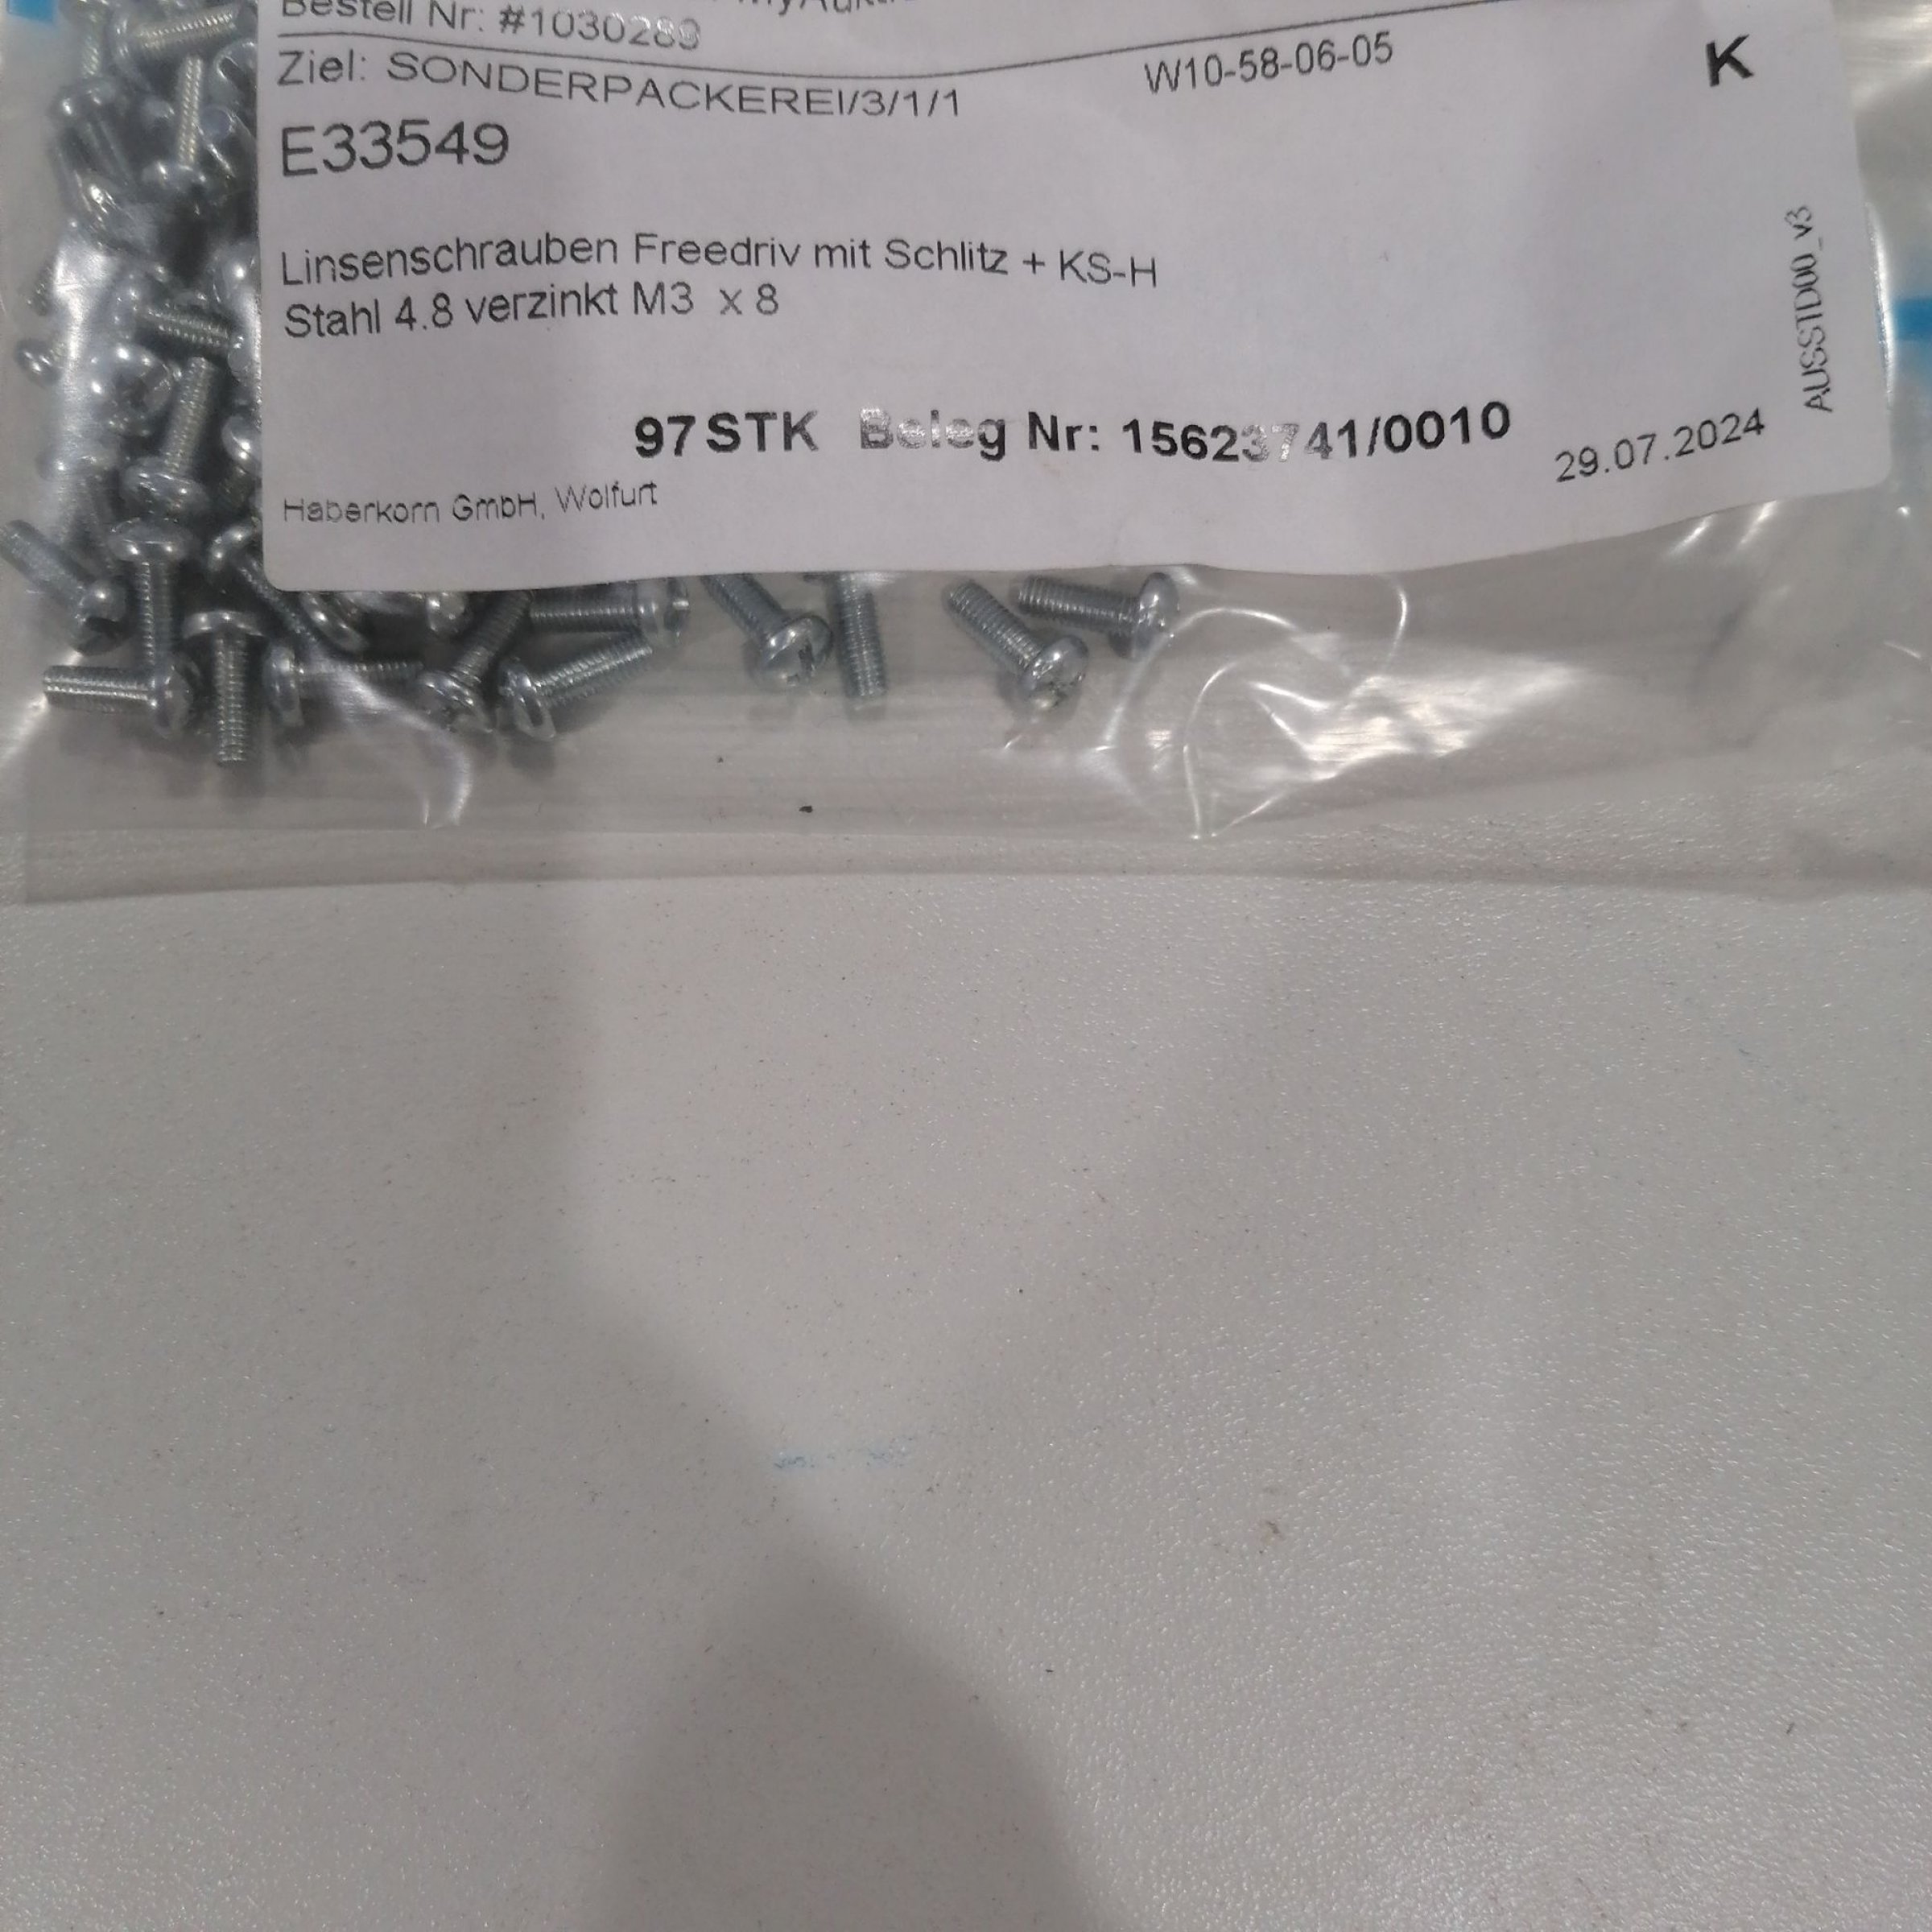 Bestell Nr: #1030289
Ziel: SONDERPACKEREI/3/1/1
W10-58-06-05
K
E33549
Linsenschrauben Freedriv mit Schlitz + KS-H
Stahl 4.8 verzinkt M3 x 8
97 STK Beleg Nr: 15623741/0010
29.07.2024
Haberkorn GmbH, Wolfurt
AUSSTD00_v3